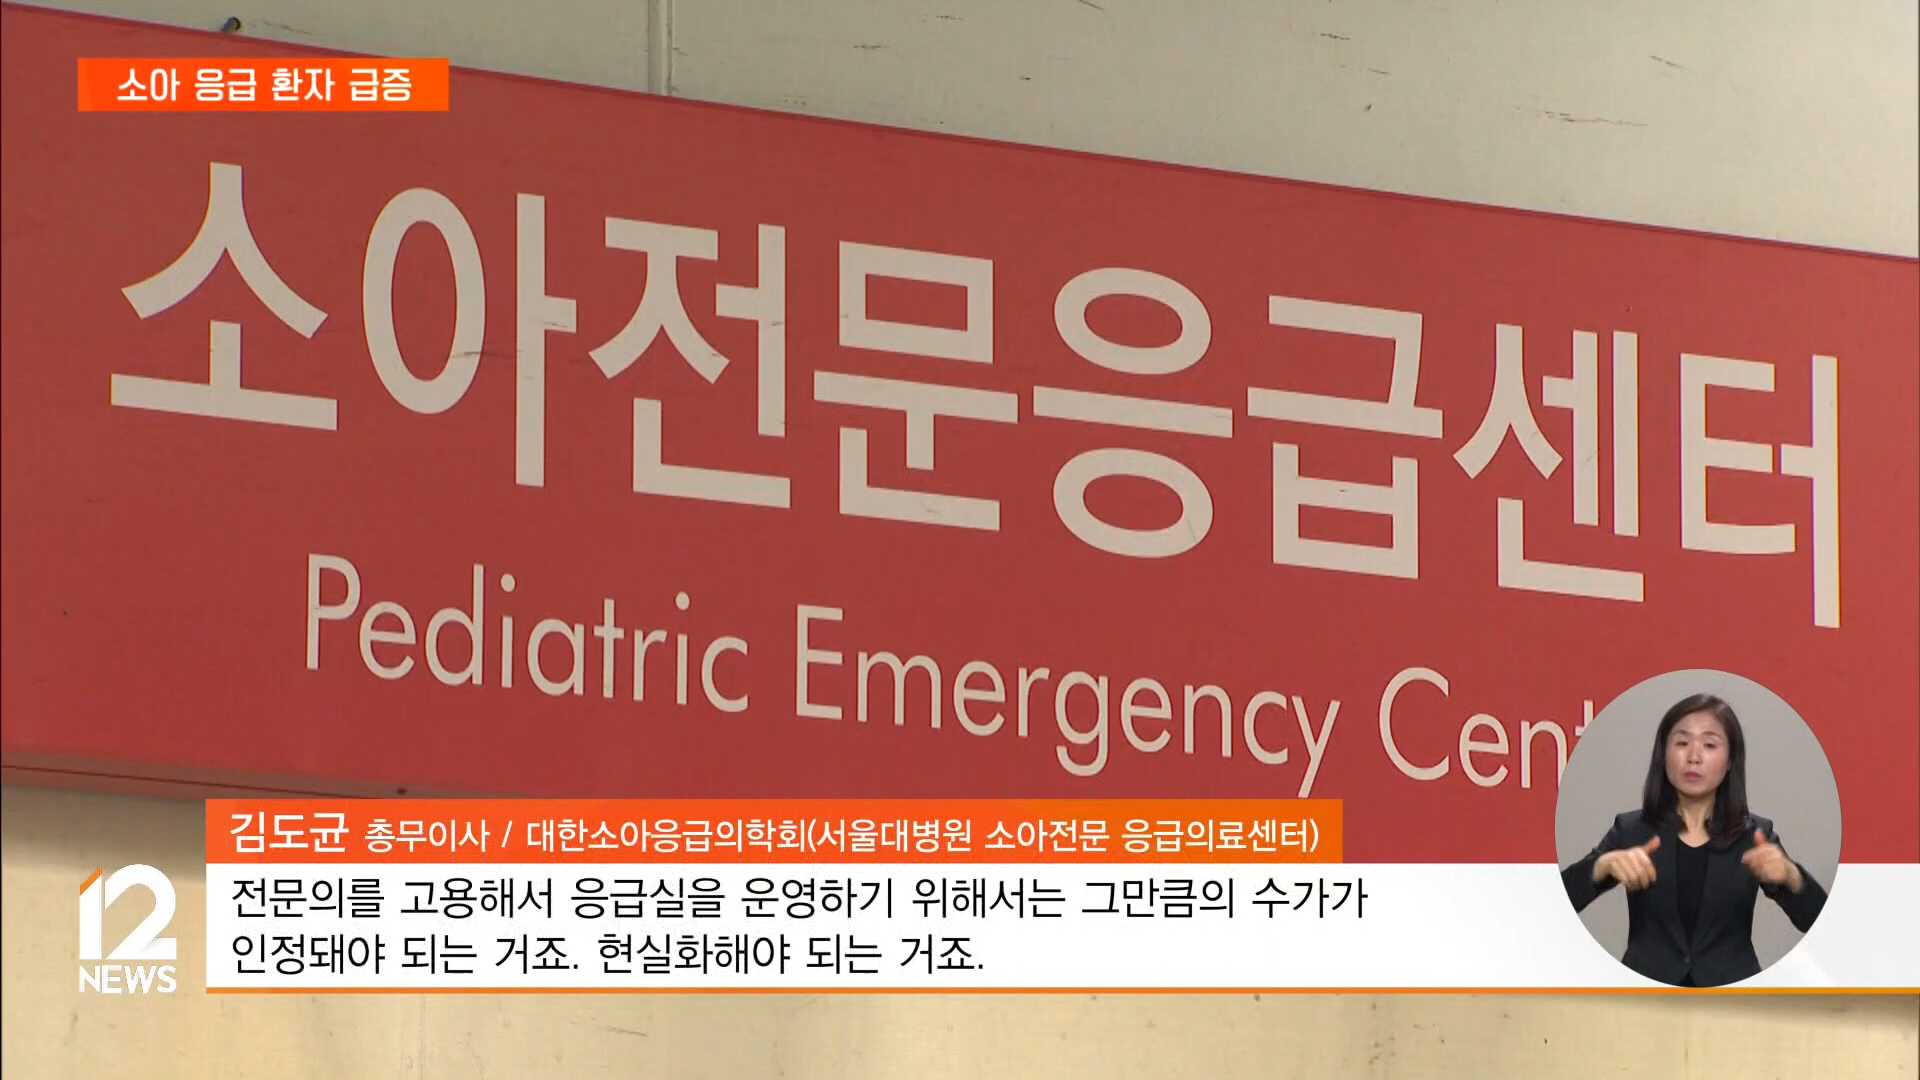 소아 응급 환자 급증
소아전문응급센터
Pediatric Emergency Cent
김도균 총무이사 / 대한소아응급의학회(서울대병원 소아전문 응급의료센터)
전문의를 고용해서 응급실을 운영하기 위해서는 그만큼의 수가가
인정돼야 되는 거죠. 현실화해야 되는 거죠.
12
NEWS